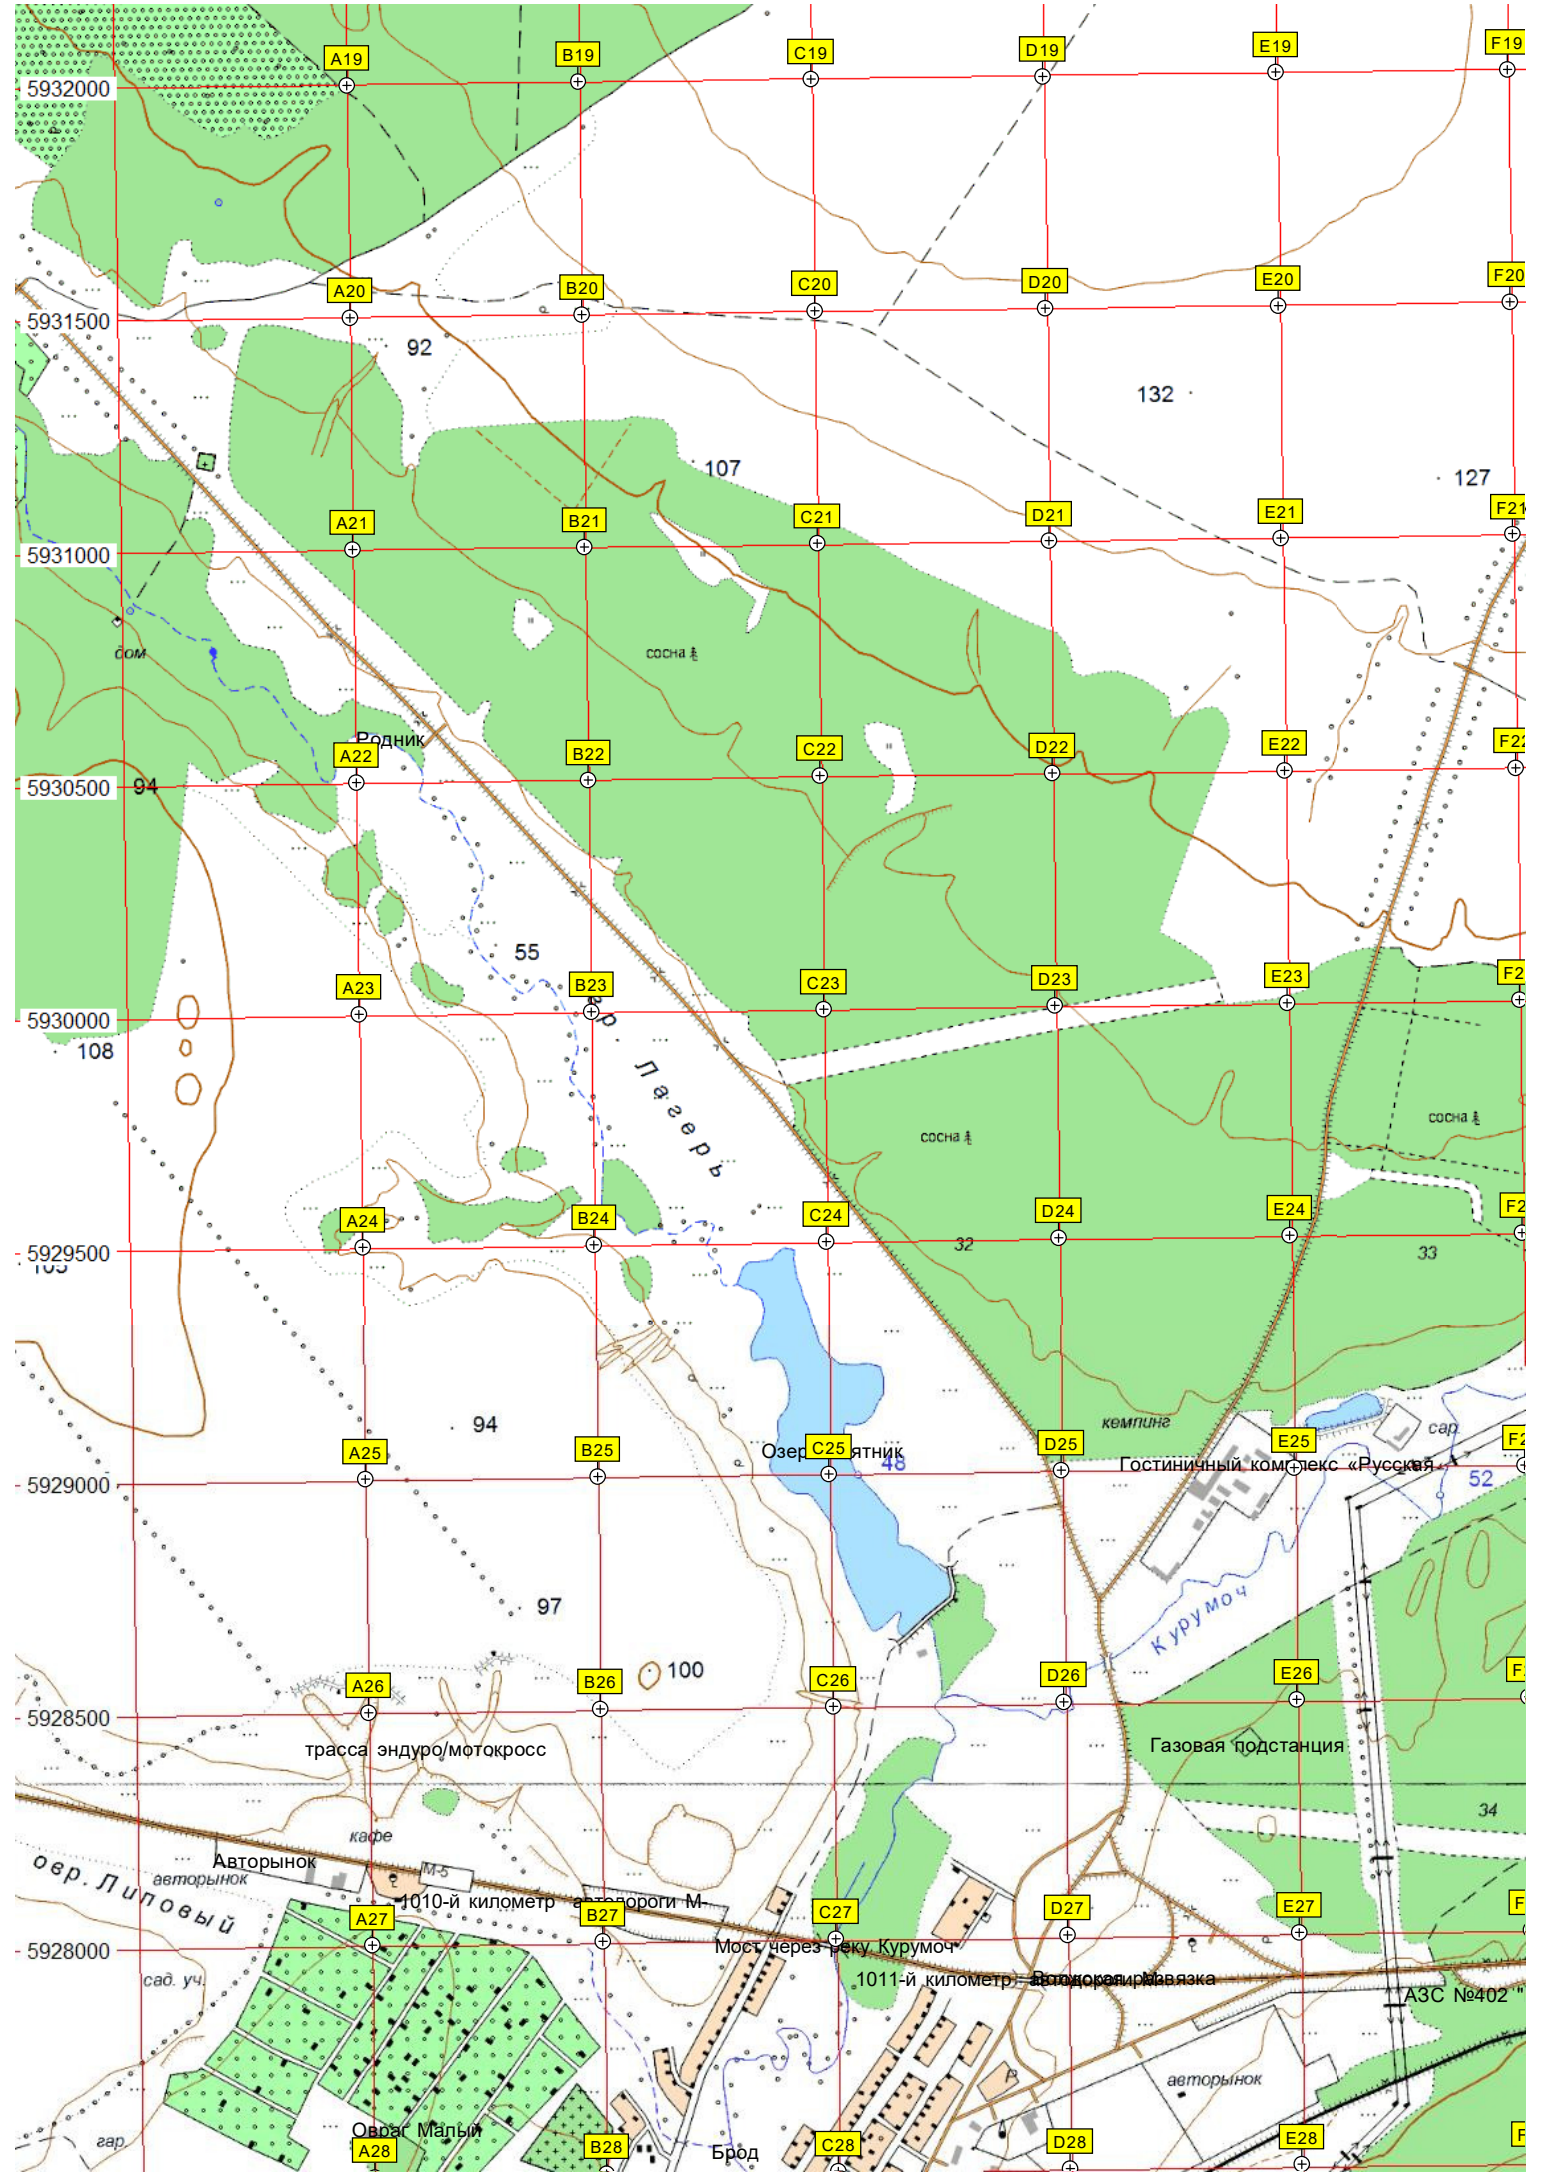 A19 B19 C19 D19 E19 F19
5932000
A20 B20 C20 D20 E20 F20
5931500
92
132
107
127
A21 B21 C21 D21 E21 F21
5931000
дом
сосна
Родник
A22 B22 C22 D22 E22 F22
5930500
94
55
A23 B23 C23 D23 E23
5930000
108
Лагерь
сосна
сосна
A24 B24 C24 D24 E24
5929500
32
33
94
кемпинг
сар.
A25 B25 C25 D25 E25
48
Гостиничный комплекс «Русская
5929000
52
97
Курумоч
100
A26 B26 C26 D26 E26
5928500
трасса эндуро/мотокросс
Газовая подстанция
34
кафе
Авторынок
М-5
овр. Липовый
авторынок
1010-й километр автодороги М-
A27 B27 C27 D27 E27
5928000
Мост через реку Курумоч
1011-й километр
сад. уч.
АЗС №402 "
авторынок
Овраг Малый
гар.
A28 B28 C28 D28 E28
Брод